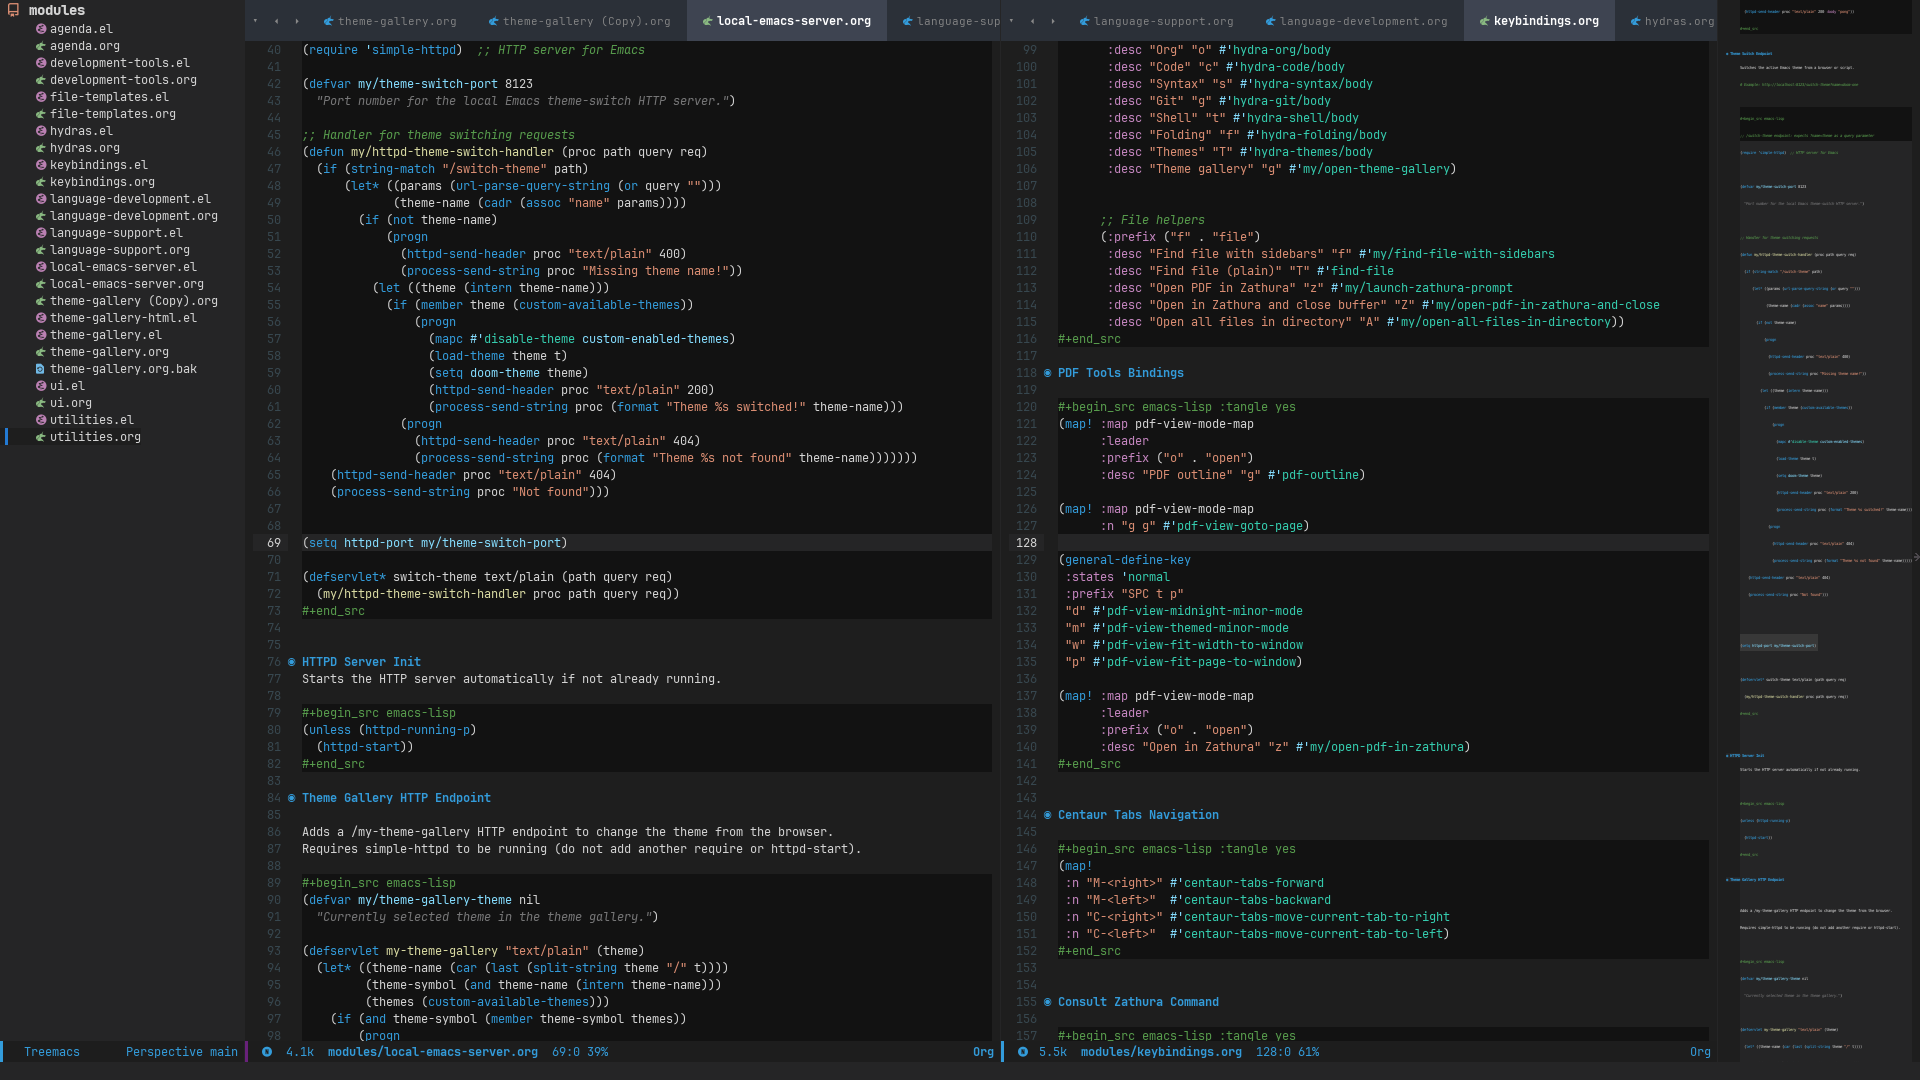 modules
agenda.el
agenda.org
development-tools.el
development-tools.org
file-templates.el
file-templates.org
hydras.el
hydras.org
keybindings.el
keybindings.org
language-development.el
language-development.org
language-support.el
language-support.org
local-emacs-server.el
local-emacs-server.org
theme-gallery (Copy).org
theme-gallery-html.el
theme-gallery.el
theme-gallery.org
theme-gallery.org.bak
ui.el
ui.org
utilities.el
utilities.org
Treemacs Perspective main
theme-gallery.org theme-gallery (Copy).org local-emacs-server.org language-sup
40 (require 'simple-httpd)  ;; HTTP server for Emacs
41
42 (defvar my/theme-switch-port 8123
43   "Port number for the local Emacs theme-switch HTTP server.")
44
45 ;; Handler for theme switching requests
46 (defun my/httpd-theme-switch-handler (proc path query req)
47   (if (string-match "/switch-theme" path)
48       (let* ((params (url-parse-query-string (or query "")))
49              (theme-name (cadr (assoc "name" params))))
50         (if (not theme-name)
51             (progn
52               (httpd-send-header proc "text/plain" 400)
53               (process-send-string proc "Missing theme name!"))
54           (let ((theme (intern theme-name)))
55             (if (member theme (custom-available-themes))
56                 (progn
57                   (mapc #'disable-theme custom-enabled-themes)
58                   (load-theme theme t)
59                   (setq doom-theme theme)
60                   (httpd-send-header proc "text/plain" 200)
61                   (process-send-string proc (format "Theme %s switched!" theme-name)))
62               (progn
63                 (httpd-send-header proc "text/plain" 404)
64                 (process-send-string proc (format "Theme %s not found" theme-name)))))))
65     (httpd-send-header proc "text/plain" 404)
66     (process-send-string proc "Not found")))
67
68
69 (setq httpd-port my/theme-switch-port)
70
71 (defservlet* switch-theme text/plain (path query req)
72   (my/httpd-theme-switch-handler proc path query req))
73 #+end_src
74
75
76 ◉ HTTPD Server Init
77 Starts the HTTP server automatically if not already running.
78
79 #+begin_src emacs-lisp
80 (unless (httpd-running-p)
81   (httpd-start))
82 #+end_src
83
84 ◉ Theme Gallery HTTP Endpoint
85
86 Adds a /my-theme-gallery HTTP endpoint to change the theme from the browser.
87 Requires simple-httpd to be running (do not add another require or httpd-start).
88
89 #+begin_src emacs-lisp
90 (defvar my/theme-gallery-theme nil
91   "Currently selected theme in the theme gallery.")
92
93 (defservlet my-theme-gallery "text/plain" (theme)
94   (let* ((theme-name (car (last (split-string theme "/" t))))
95          (theme-symbol (and theme-name (intern theme-name)))
96          (themes (custom-available-themes)))
97     (if (and theme-symbol (member theme-symbol themes))
98         (progn
4.1k modules/local-emacs-server.org 69:0 39% Org
language-support.org language-development.org keybindings.org hydras.org
99        :desc "Org" "o" #'hydra-org/body
100       :desc "Code" "c" #'hydra-code/body
101       :desc "Syntax" "s" #'hydra-syntax/body
102       :desc "Git" "g" #'hydra-git/body
103       :desc "Shell" "t" #'hydra-shell/body
104       :desc "Folding" "f" #'hydra-folding/body
105       :desc "Themes" "T" #'hydra-themes/body
106       :desc "Theme gallery" "g" #'my/open-theme-gallery)
107
108
109      ;; File helpers
110      (:prefix ("f" . "file")
111       :desc "Find file with sidebars" "f" #'my/find-file-with-sidebars
112       :desc "Find file (plain)" "T" #'find-file
113       :desc "Open PDF in Zathura" "z" #'my/launch-zathura-prompt
114       :desc "Open in Zathura and close buffer" "Z" #'my/open-pdf-in-zathura-and-close
115       :desc "Open all files in directory" "A" #'my/open-all-files-in-directory))
116 #+end_src
117
118 ◉ PDF Tools Bindings
119
120 #+begin_src emacs-lisp :tangle yes
121 (map! :map pdf-view-mode-map
122       :leader
123       :prefix ("o" . "open")
124       :desc "PDF outline" "g" #'pdf-outline)
125
126 (map! :map pdf-view-mode-map
127       :n "g g" #'pdf-view-goto-page)
128
129 (general-define-key
130  :states 'normal
131  :prefix "SPC t p"
132  "d" #'pdf-view-midnight-minor-mode
133  "m" #'pdf-view-themed-minor-mode
134  "w" #'pdf-view-fit-width-to-window
135  "p" #'pdf-view-fit-page-to-window)
136
137 (map! :map pdf-view-mode-map
138       :leader
139       :prefix ("o" . "open")
140       :desc "Open in Zathura" "z" #'my/open-pdf-in-zathura)
141 #+end_src
142
143
144 ◉ Centaur Tabs Navigation
145
146 #+begin_src emacs-lisp :tangle yes
147 (map!
148  :n "M-<right>" #'centaur-tabs-forward
149  :n "M-<left>"  #'centaur-tabs-backward
150  :n "C-<right>" #'centaur-tabs-move-current-tab-to-right
151  :n "C-<left>"  #'centaur-tabs-move-current-tab-to-left)
152 #+end_src
153
154
155 ◉ Consult Zathura Command
156
157 #+begin_src emacs-lisp :tangle yes
5.5k modules/keybindings.org 128:0 61% Org